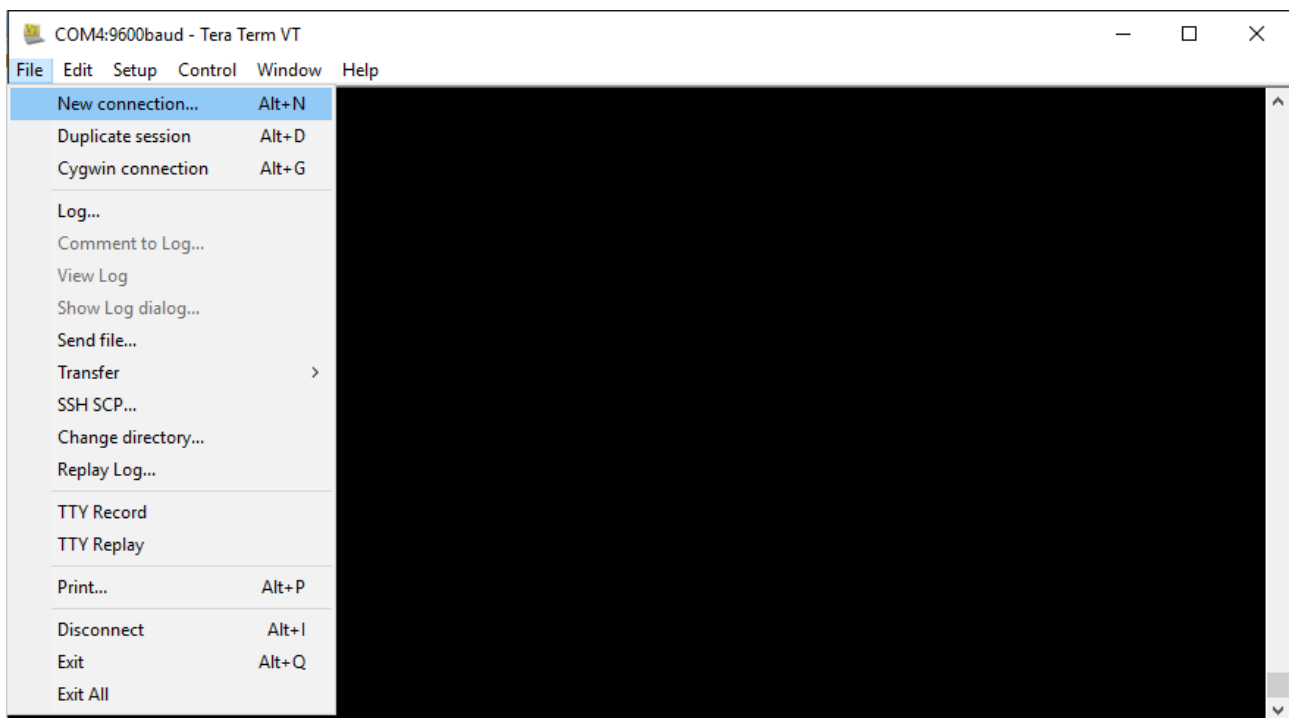 COM4:9600baud - Tera Term VT
File Edit Setup Control Window Help
New connection... Alt+N
Duplicate session Alt+D
Cygwin connection Alt+G
Log...
Comment to Log...
View Log
Show Log dialog...
Send file...
Transfer
SSH SCP...
Change directory...
Replay Log...
TTY Record
TTY Replay
Print... Alt+P
Disconnect Alt+I
Exit Alt+Q
Exit All